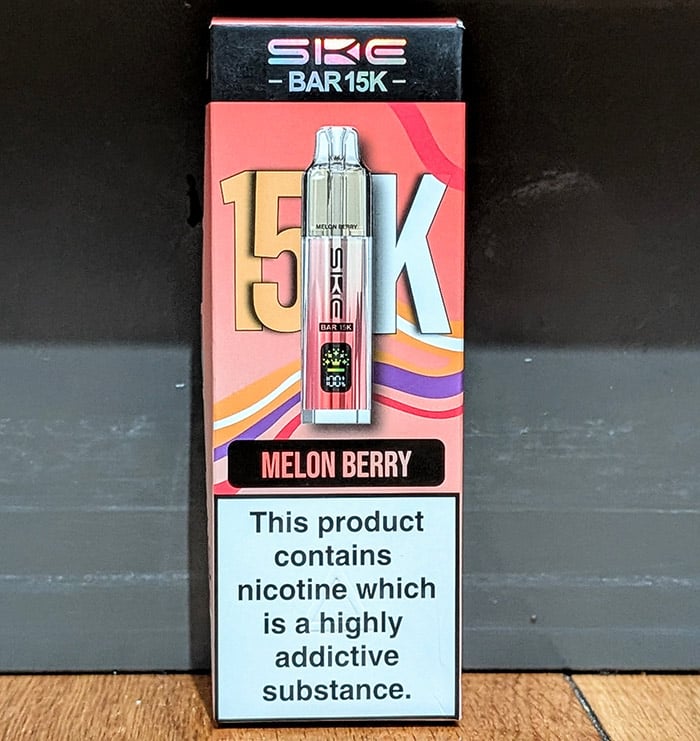 SKE
- BAR 15K -
15K
MELON BERRY
SKE
BAR 15K
100%
MELON BERRY
This product
contains
nicotine which
is a highly
addictive
substance.